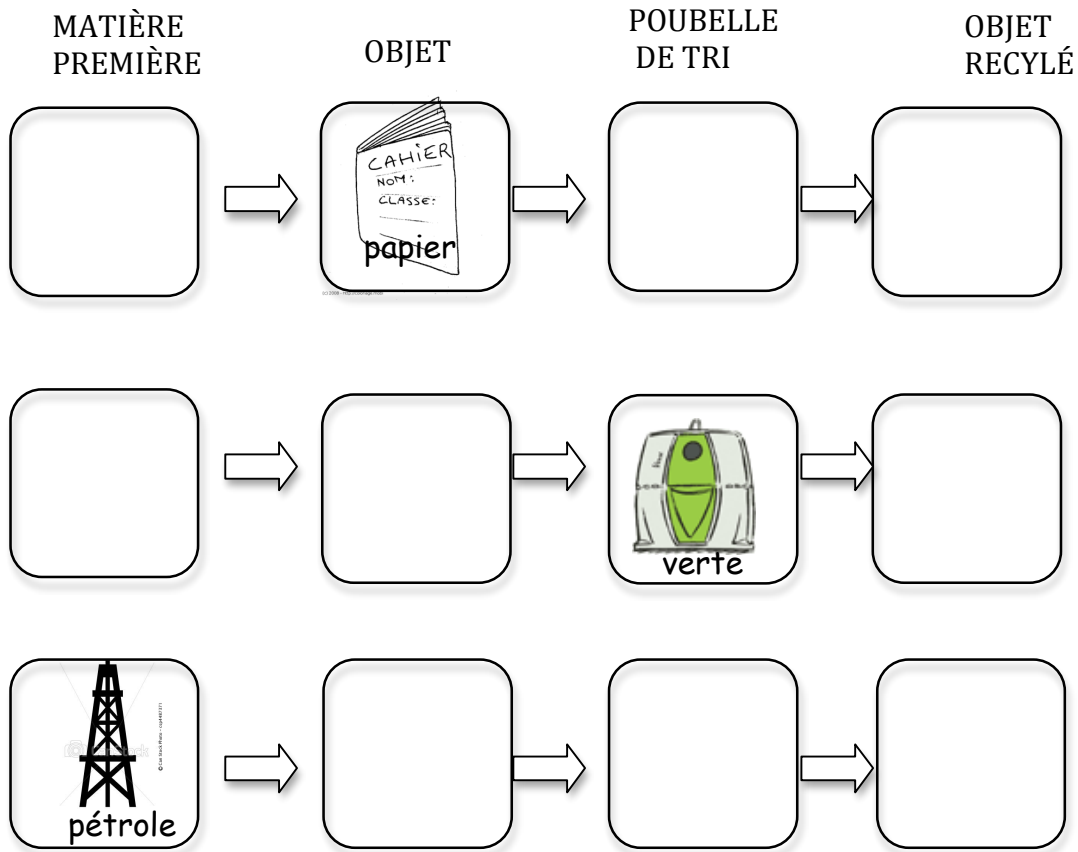 MATIÈRE
PREMIÈRE
OBJET
POUBELLE
DE TRI
OBJET
RECYLÉ
CAHiER
NOM:
CLASSE:
papier
verte
pétrole